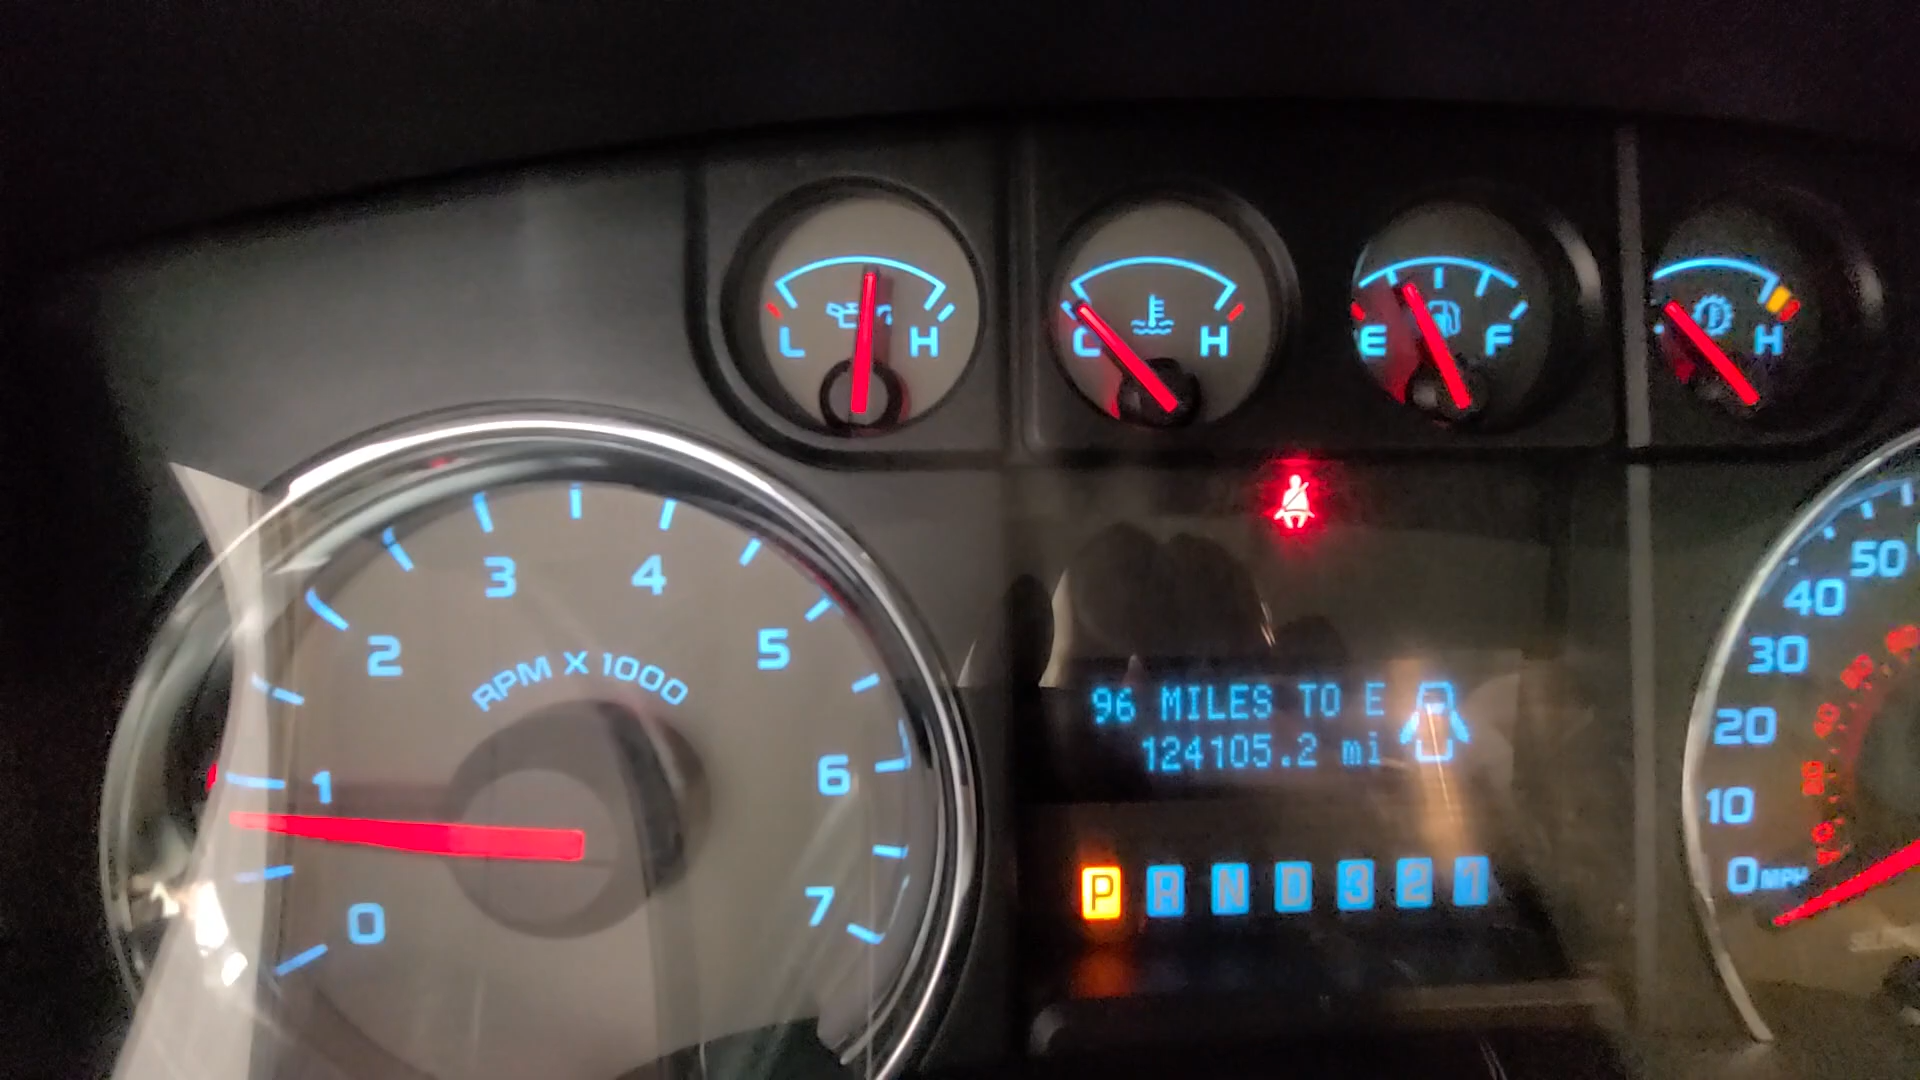 L H
C H
E F
H
0 1 2 3 4 5 6 7
RPM X 1000
96 MILES TO E
124105.2 mi
P R N D 3 2 1
0 MPH 10 20 30 40 50